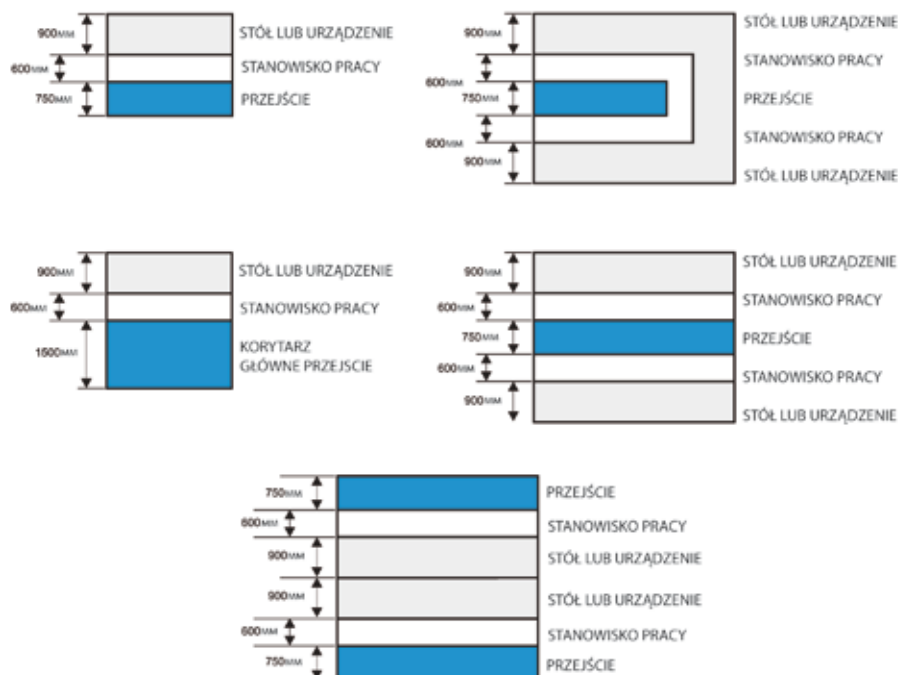 900MM STÓŁ LUB URZĄDZENIE
600MM STANOWISKO PRACY
750MM PRZEJŚCIE
900MM STÓŁ LUB URZĄDZENIE
600MM STANOWISKO PRACY
750MM PRZEJŚCIE
600MM STANOWISKO PRACY
900MM STÓŁ LUB URZĄDZENIE
900MM STÓŁ LUB URZĄDZENIE
600MM STANOWISKO PRACY
1500MM KORYTARZ
GŁÓWNE PRZEJSCIE
900MM STÓŁ LUB URZĄDZENIE
600MM STANOWISKO PRACY
750MM PRZEJŚCIE
600MM STANOWISKO PRACY
900MM STÓŁ LUB URZĄDZENIE
750MM PRZEJŚCIE
600MM STANOWISKO PRACY
900MM STÓŁ LUB URZĄDZENIE
900MM STÓŁ LUB URZĄDZENIE
600MM STANOWISKO PRACY
750MM PRZEJŚCIE